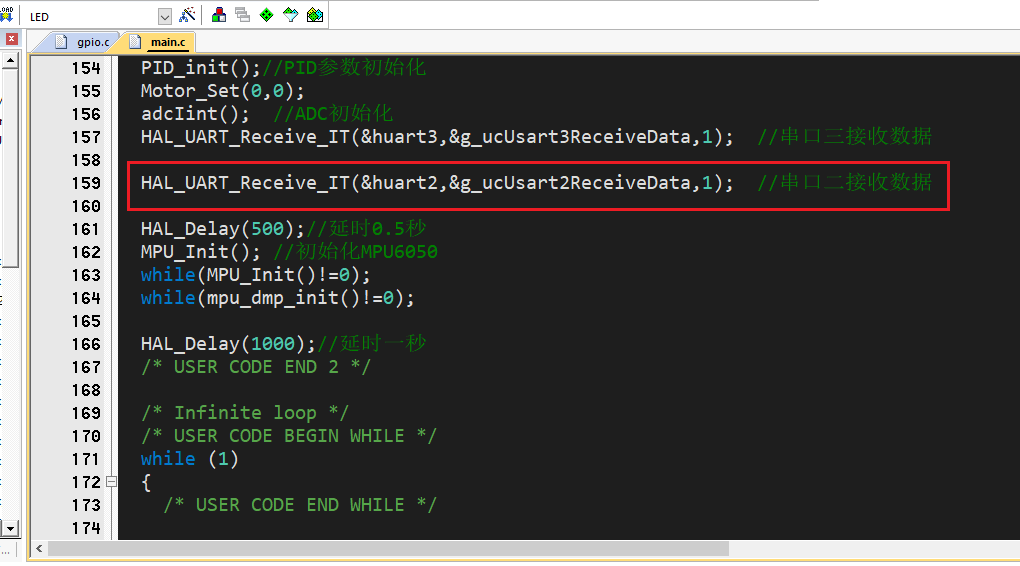 LOAD
LED
gpio.c
main.c
154 PID_init();//PID参数初始化
155 Motor_Set(0,0);
156 adcIint();  //ADC初始化
157 HAL_UART_Receive_IT(&huart3,&g_ucUsart3ReceiveData,1);  //串口三接收数据
158
159 HAL_UART_Receive_IT(&huart2,&g_ucUsart2ReceiveData,1);  //串口二接收数据
160
161 HAL_Delay(500);//延时0.5秒
162 MPU_Init(); //初始化MPU6050
163 while(MPU_Init()!=0);
164 while(mpu_dmp_init()!=0);
165
166 HAL_Delay(1000);//延时一秒
167 /* USER CODE END 2 */
168
169 /* Infinite loop */
170 /* USER CODE BEGIN WHILE */
171 while (1)
172 {
173 /* USER CODE END WHILE */
174